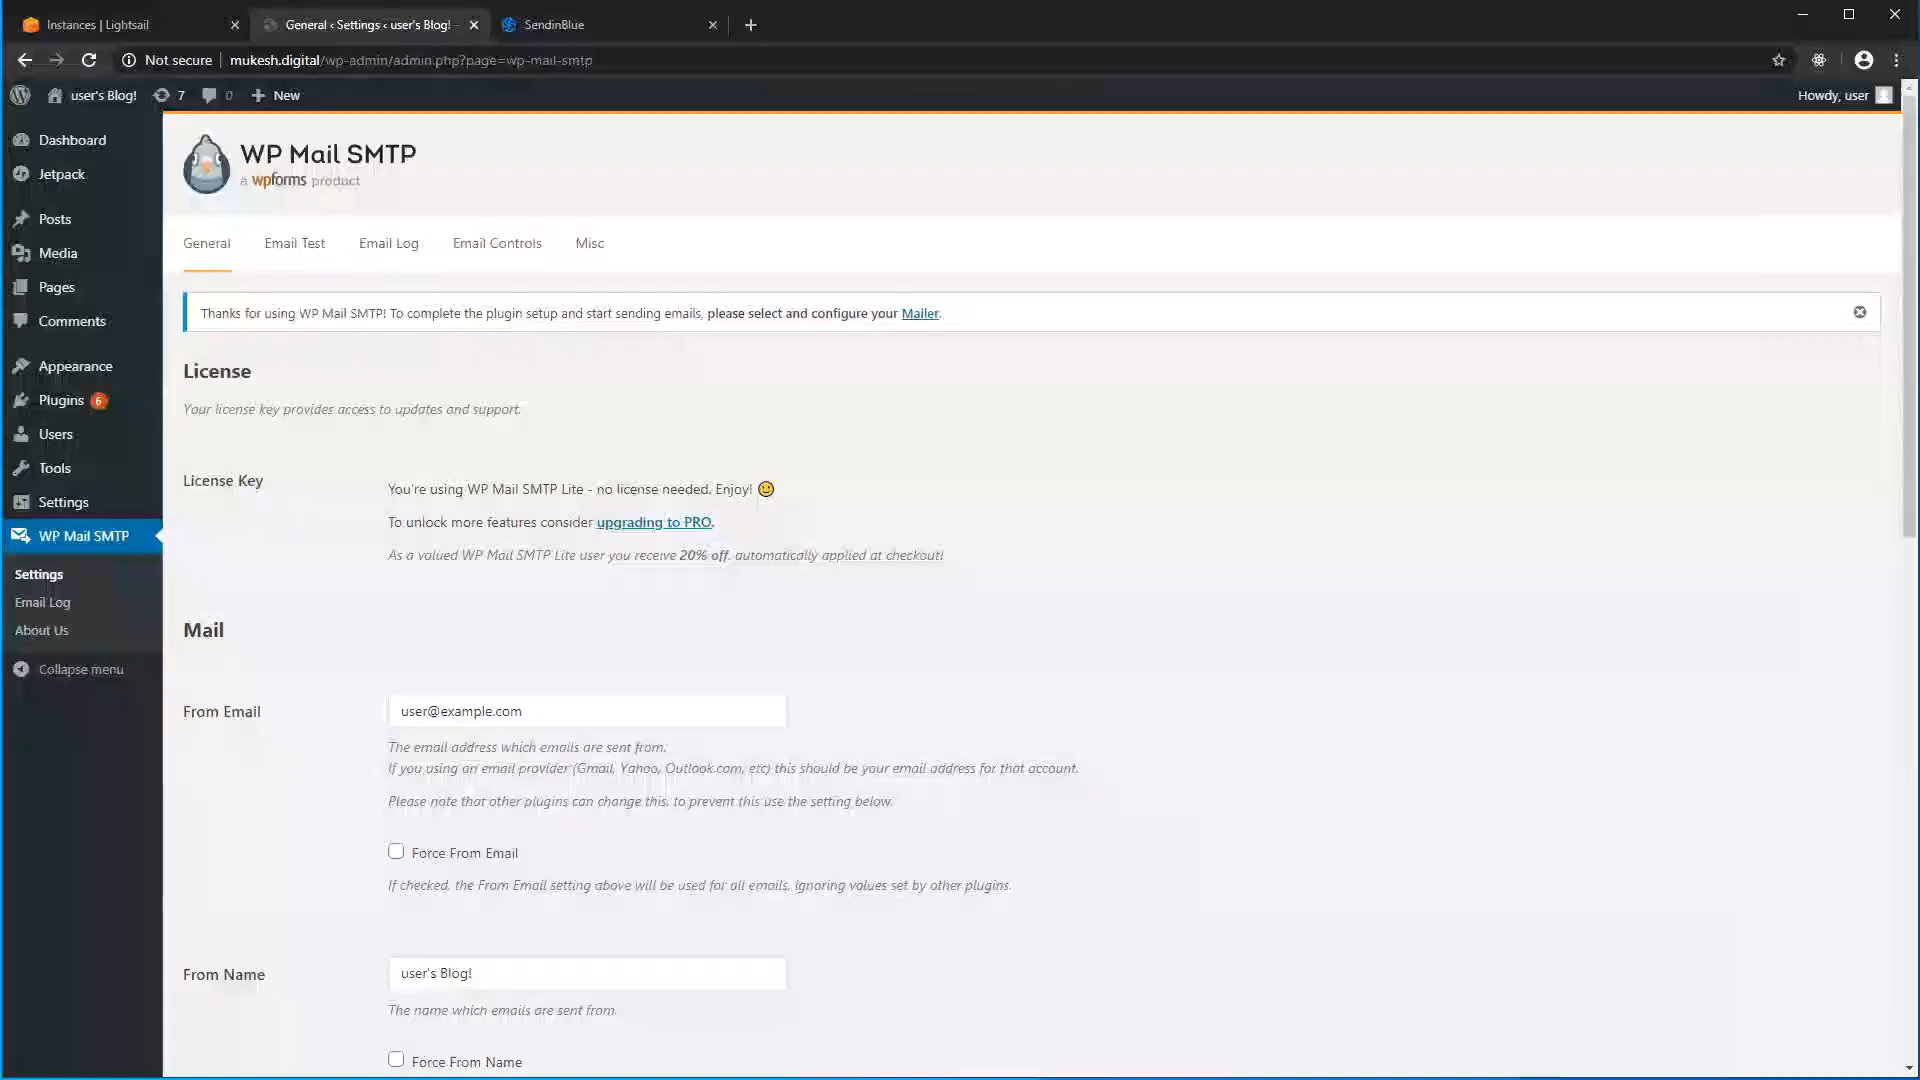 Instances | Lightsail
General ‹ Settings ‹ user's Blog! –
SendinBlue
Not secure
mukesh.digital/wp-admin/admin.php?page=wp-mail-smtp
user's Blog!
7
0
New
Howdy, user
Dashboard
Jetpack
Posts
Media
Pages
Comments
Appearance
Plugins 6
Users
Tools
Settings
WP Mail SMTP
Settings
Email Log
About Us
Collapse menu
WP Mail SMTP
a wpforms product
General
Email Test
Email Log
Email Controls
Misc
Thanks for using WP Mail SMTP! To complete the plugin setup and start sending emails, please select and configure your Mailer.
License
Your license key provides access to updates and support.
License Key
You're using WP Mail SMTP Lite - no license needed. Enjoy! 🙂
To unlock more features consider upgrading to PRO.
As a valued WP Mail SMTP Lite user you receive 20% off, automatically applied at checkout!
Mail
From Email
user@example.com
The email address which emails are sent from.
If you using an email provider (Gmail, Yahoo, Outlook.com, etc) this should be your email address for that account.
Please note that other plugins can change this, to prevent this use the setting below.
Force From Email
If checked, the From Email setting above will be used for all emails, ignoring values set by other plugins.
From Name
user's Blog!
The name which emails are sent from.
Force From Name